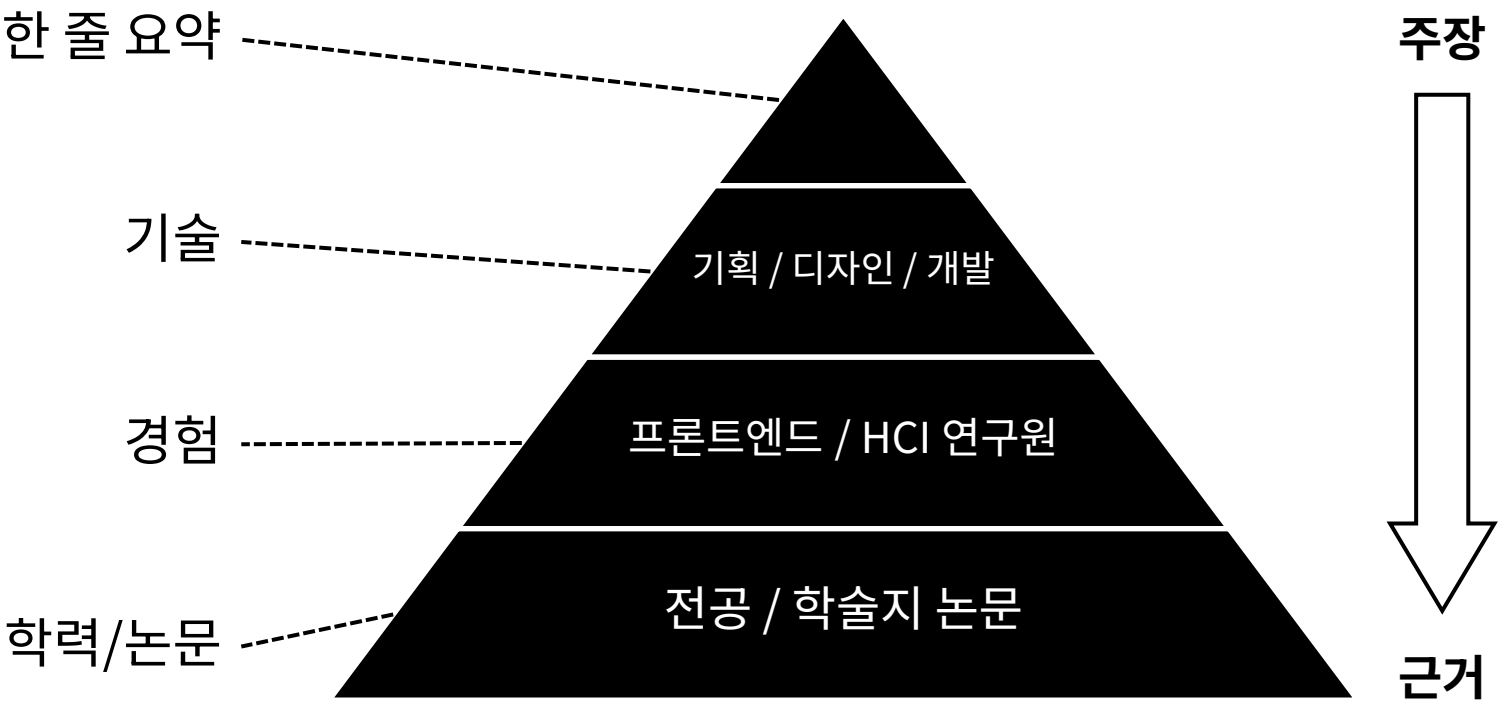 한 줄 요약
주장
기술
기획 / 디자인 / 개발
경험
프론트엔드 / HCI 연구원
학력/논문
전공 / 학술지 논문
근거